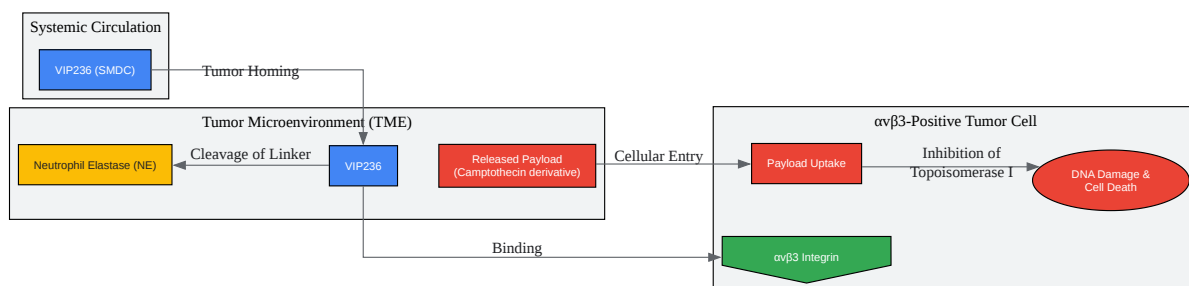 Systemic Circulation
VIP236 (SMDC)
Tumor Homing
Tumor Microenvironment (TME)
Neutrophil Elastase (NE)
Cleavage of Linker
VIP236
Released Payload
(Camptothecin derivative)
Cellular Entry
αvβ3-Positive Tumor Cell
Payload Uptake
Inhibition of
Topoisomerase I
DNA Damage &
Cell Death
Binding
αvβ3 Integrin